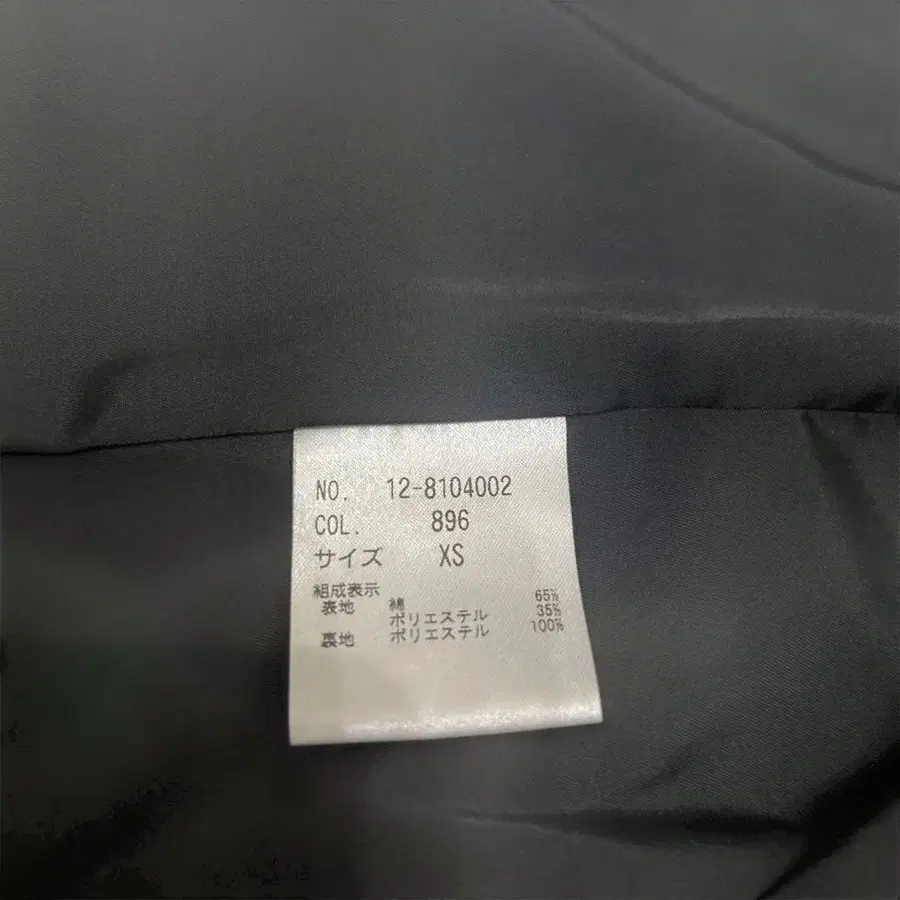 NO. 12-8104002
COL. 896
サイズ XS
組成表示
表地 綿 65%
ポリエステル 35%
裏地 ポリエステル 100%